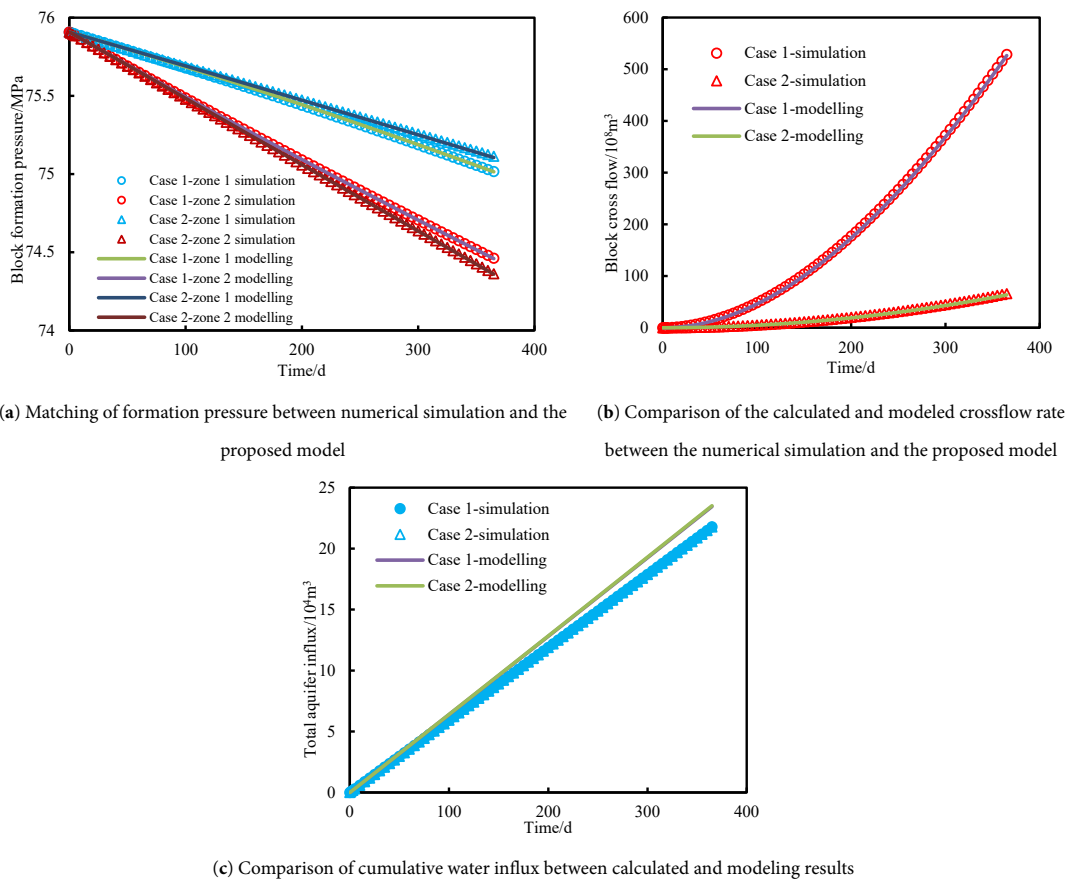 76
75.5
75
74.5
74
0
100
200
300
400
Block formation pressure/MPa
Time/d
Case 1-zone 1 simulation
Case 1-zone 2 simulation
Case 2-zone 1 simulation
Case 2-zone 2 simulation
Case 1-zone 1 modelling
Case 1-zone 2 modelling
Case 2-zone 1 modelling
Case 2-zone 2 modelling
600
500
400
300
200
100
0
0
100
200
300
400
Block cross flow/10⁸m³
Time/d
Case 1-simulation
Case 2-simulation
Case 1-modelling
Case 2-modelling
(a) Matching of formation pressure between numerical simulation and the
proposed model
(b) Comparison of the calculated and modeled crossflow rate
between the numerical simulation and the proposed model
25
20
15
10
5
0
0
100
200
300
400
Total aquifer influx/10⁴m³
Time/d
Case 1-simulation
Case 2-simulation
Case 1-modelling
Case 2-modelling
(c) Comparison of cumulative water influx between calculated and modeling results